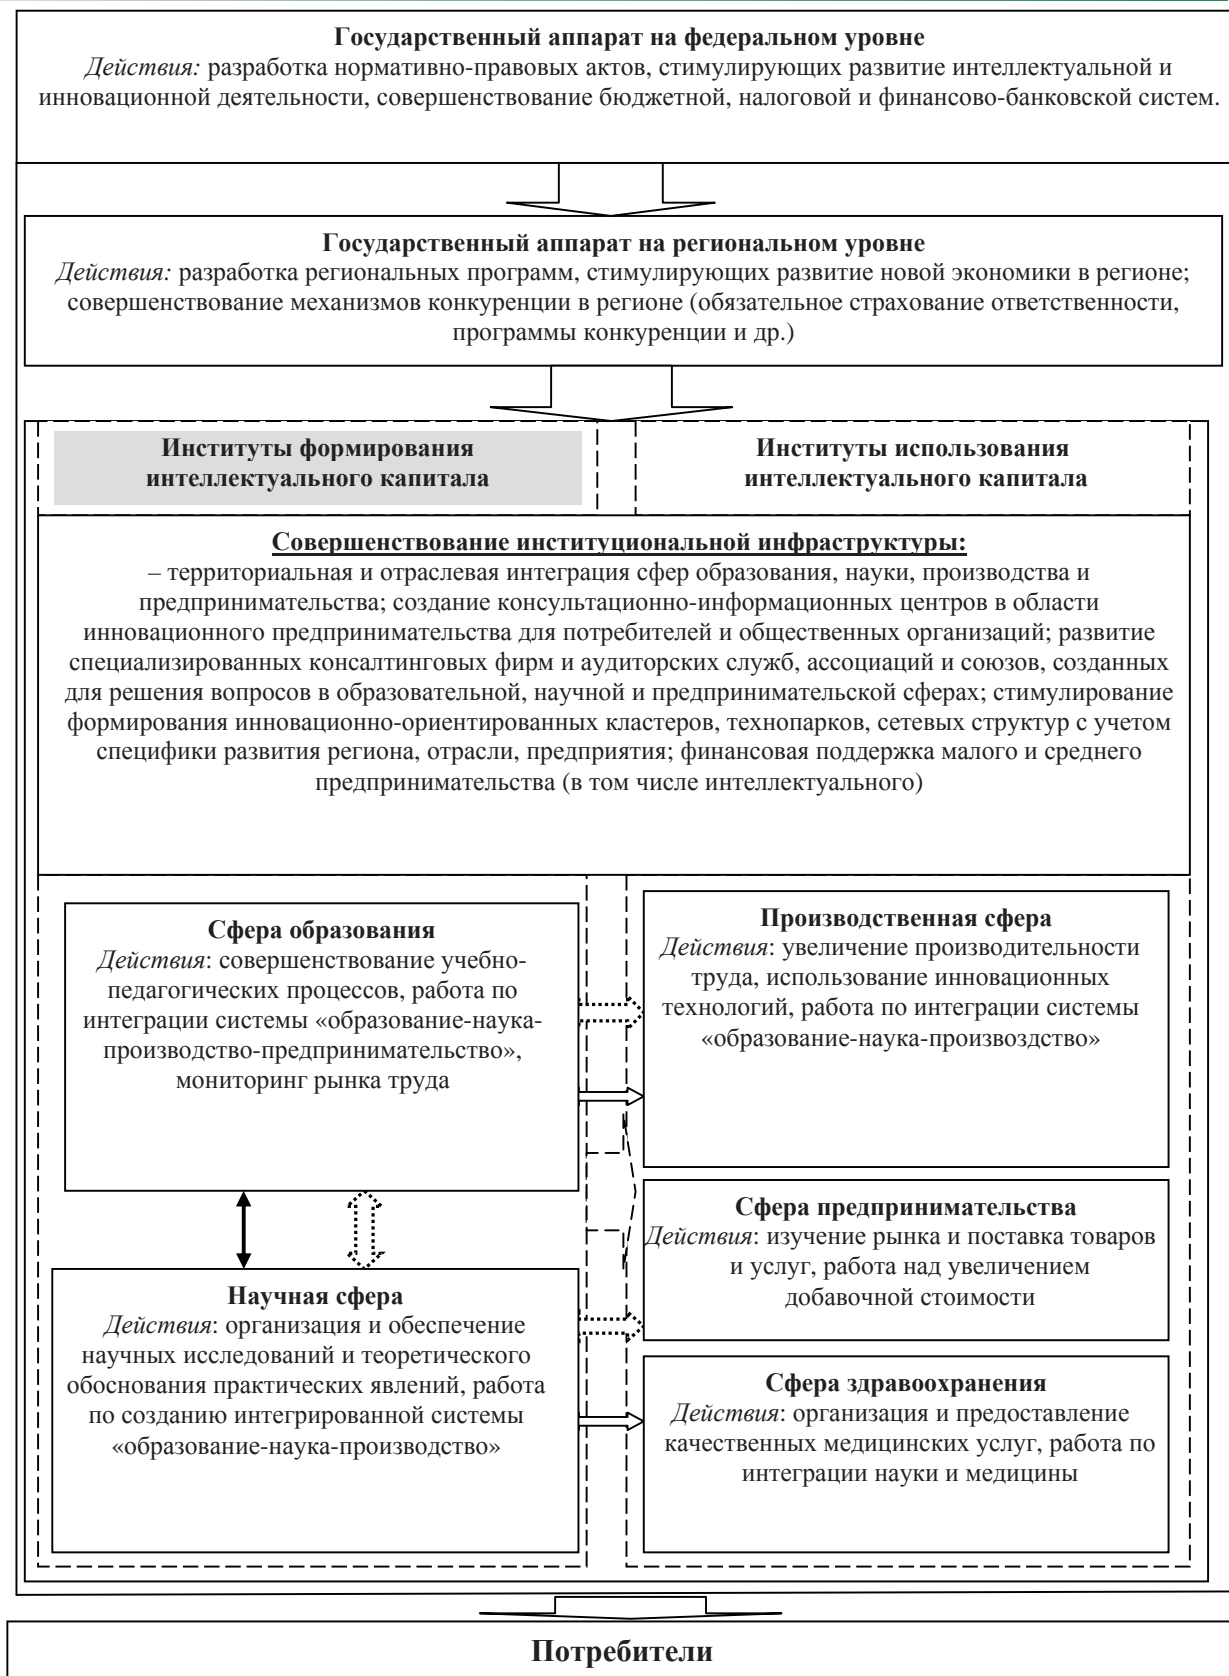 Государственный аппарат на федеральном уровне
Действия: разработка нормативно-правовых актов, стимулирующих развитие интеллектуальной и
инновационной деятельности, совершенствование бюджетной, налоговой и финансово-банковской систем.
Государственный аппарат на региональном уровне
Действия: разработка региональных программ, стимулирующих развитие новой экономики в регионе;
совершенствование механизмов конкуренции в регионе (обязательное страхование ответственности,
программы конкуренции и др.)
Институты формирования
интеллектуального капитала
Институты использования
интеллектуального капитала
Совершенствование институциональной инфраструктуры:
– территориальная и отраслевая интеграция сфер образования, науки, производства и
предпринимательства; создание консультационно-информационных центров в области
инновационного предпринимательства для потребителей и общественных организаций; развитие
специализированных консалтинговых фирм и аудиторских служб, ассоциаций и союзов, созданных
для решения вопросов в образовательной, научной и предпринимательской сферах; стимулирование
формирования инновационно-ориентированных кластеров, технопарков, сетевых структур с учетом
специфики развития региона, отрасли, предприятия; финансовая поддержка малого и среднего
предпринимательства (в том числе интеллектуального)
Сфера образования
Действия: совершенствование учебно-
педагогических процессов, работа по
интеграции системы «образование-наука-
производство-предпринимательство»,
мониторинг рынка труда
Научная сфера
Действия: организация и обеспечение
научных исследований и теоретического
обоснования практических явлений, работа
по созданию интегрированной системы
«образование-наука-производство»
Производственная сфера
Действия: увеличение производительности
труда, использование инновационных
технологий, работа по интеграции системы
«образование-наука-произвоздство»
Сфера предпринимательства
Действия: изучение рынка и поставка товаров
и услуг, работа над увеличением
добавочной стоимости
Сфера здравоохранения
Действия: организация и предоставление
качественных медицинских услуг, работа по
интеграции науки и медицины
Потребители